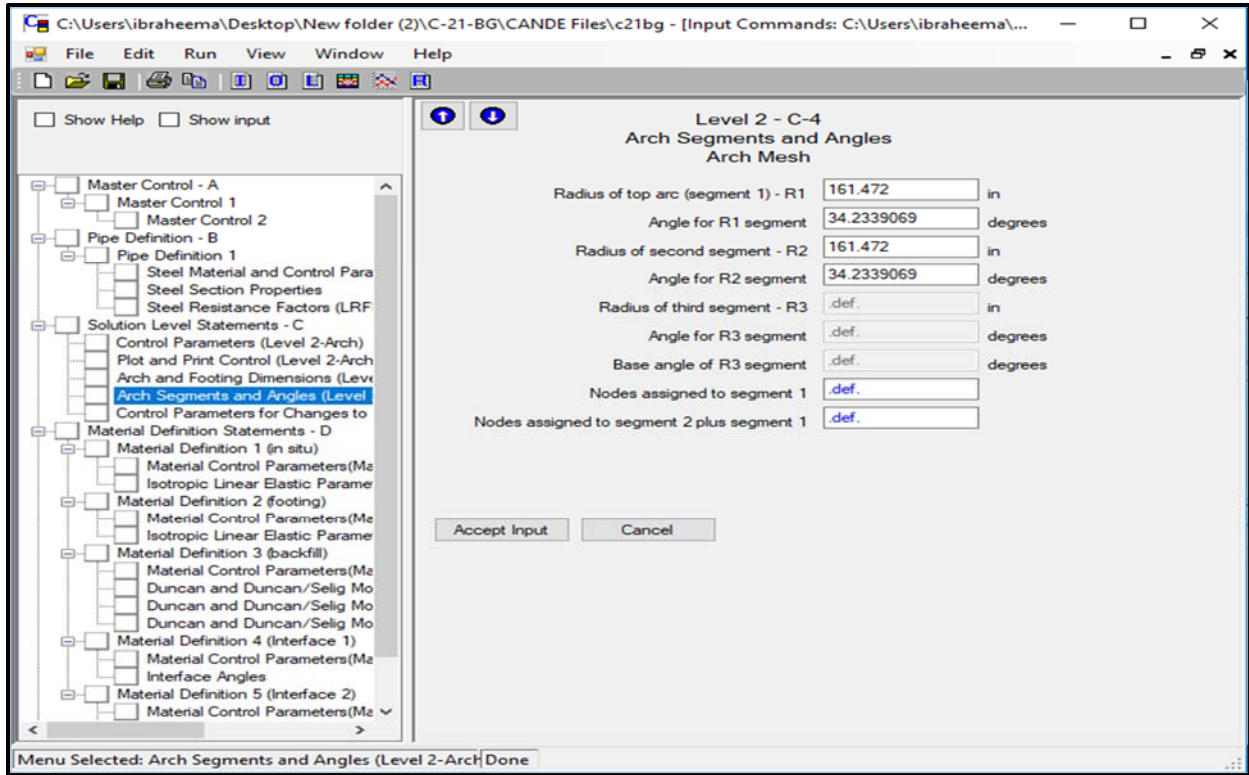 C:\Users\ibraheema\Desktop\New folder (2)\C-21-BG\CANDE Files\c21bg - [Input Commands: C:\Users\ibraheema\...
File Edit Run View Window Help
Show Help Show input
Master Control - A
Master Control 1
Master Control 2
Pipe Definition - B
Pipe Definition 1
Steel Material and Control Para
Steel Section Properties
Steel Resistance Factors (LRF
Solution Level Statements - C
Control Parameters (Level 2-Arch)
Plot and Print Control (Level 2-Arch
Arch and Footing Dimensions (Leve
Arch Segments and Angles (Level
Control Parameters for Changes to
Material Definition Statements - D
Material Definition 1 (in situ)
Material Control Parameters(Ma
Isotropic Linear Elastic Parame
Material Definition 2 (footing)
Material Control Parameters(Ma
Isotropic Linear Elastic Parame
Material Definition 3 (backfill)
Material Control Parameters(Ma
Duncan and Duncan/Selig Mo
Duncan and Duncan/Selig Mo
Duncan and Duncan/Selig Mo
Material Definition 4 (Interface 1)
Material Control Parameters(Ma
Interface Angles
Material Definition 5 (Interface 2)
Material Control Parameters(Ma
Level 2 - C-4
Arch Segments and Angles
Arch Mesh
Radius of top arc (segment 1) - R1 161.472 in
Angle for R1 segment 34.2339069 degrees
Radius of second segment - R2 161.472 in
Angle for R2 segment 34.2339069 degrees
Radius of third segment - R3 .def. in
Angle for R3 segment .def. degrees
Base angle of R3 segment .def. degrees
Nodes assigned to segment 1 .def.
Nodes assigned to segment 2 plus segment 1 .def.
Accept Input Cancel
Menu Selected: Arch Segments and Angles (Level 2-Arch Done